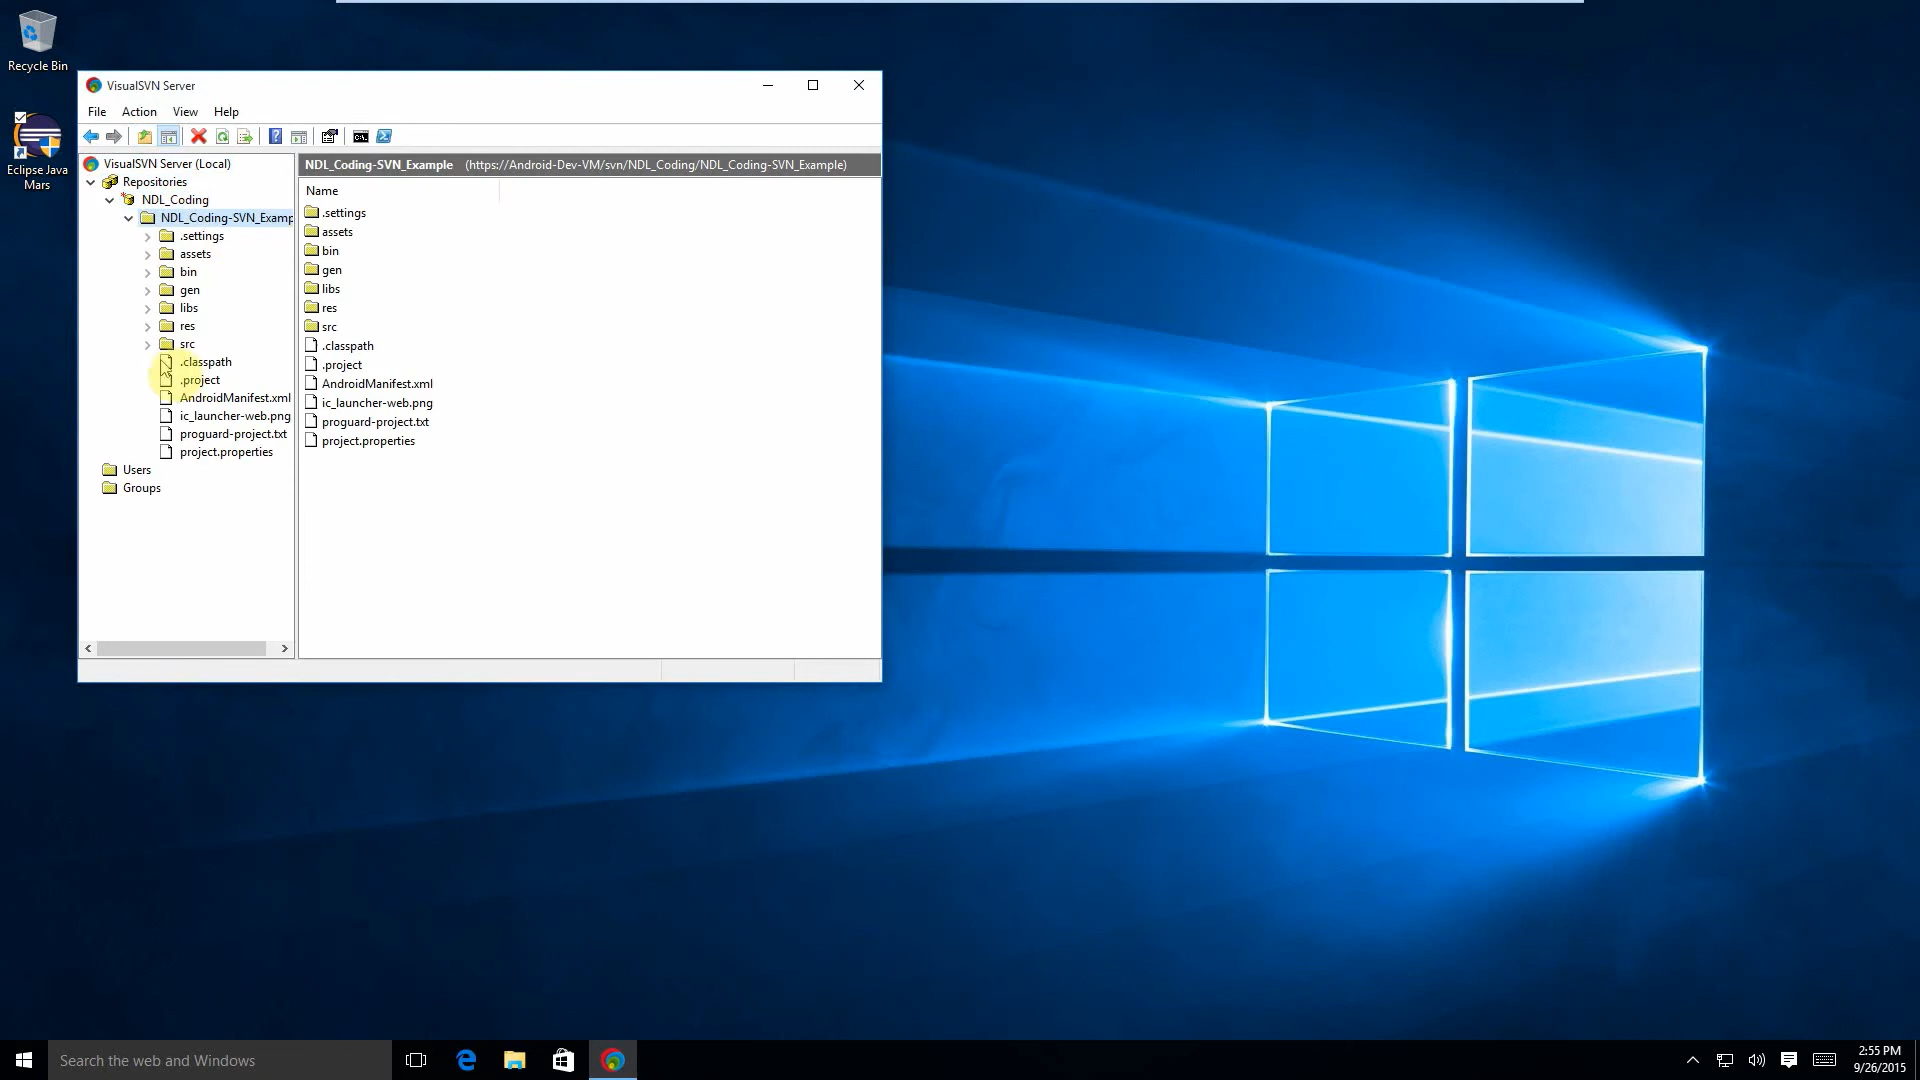 Recycle Bin
Eclipse Java
Mars
VisualSVN Server
File Action View Help
VisualSVN Server (Local)
Repositories
NDL_Coding
NDL_Coding-SVN_Examp
.settings
assets
bin
gen
libs
res
src
.classpath
.project
AndroidManifest.xml
ic_launcher-web.png
proguard-project.txt
project.properties
Users
Groups
NDL_Coding-SVN_Example (https://Android-Dev-VM/svn/NDL_Coding/NDL_Coding-SVN_Example)
Name
.settings
assets
bin
gen
libs
res
src
.classpath
.project
AndroidManifest.xml
ic_launcher-web.png
proguard-project.txt
project.properties
Search the web and Windows
2:55 PM
9/26/2015